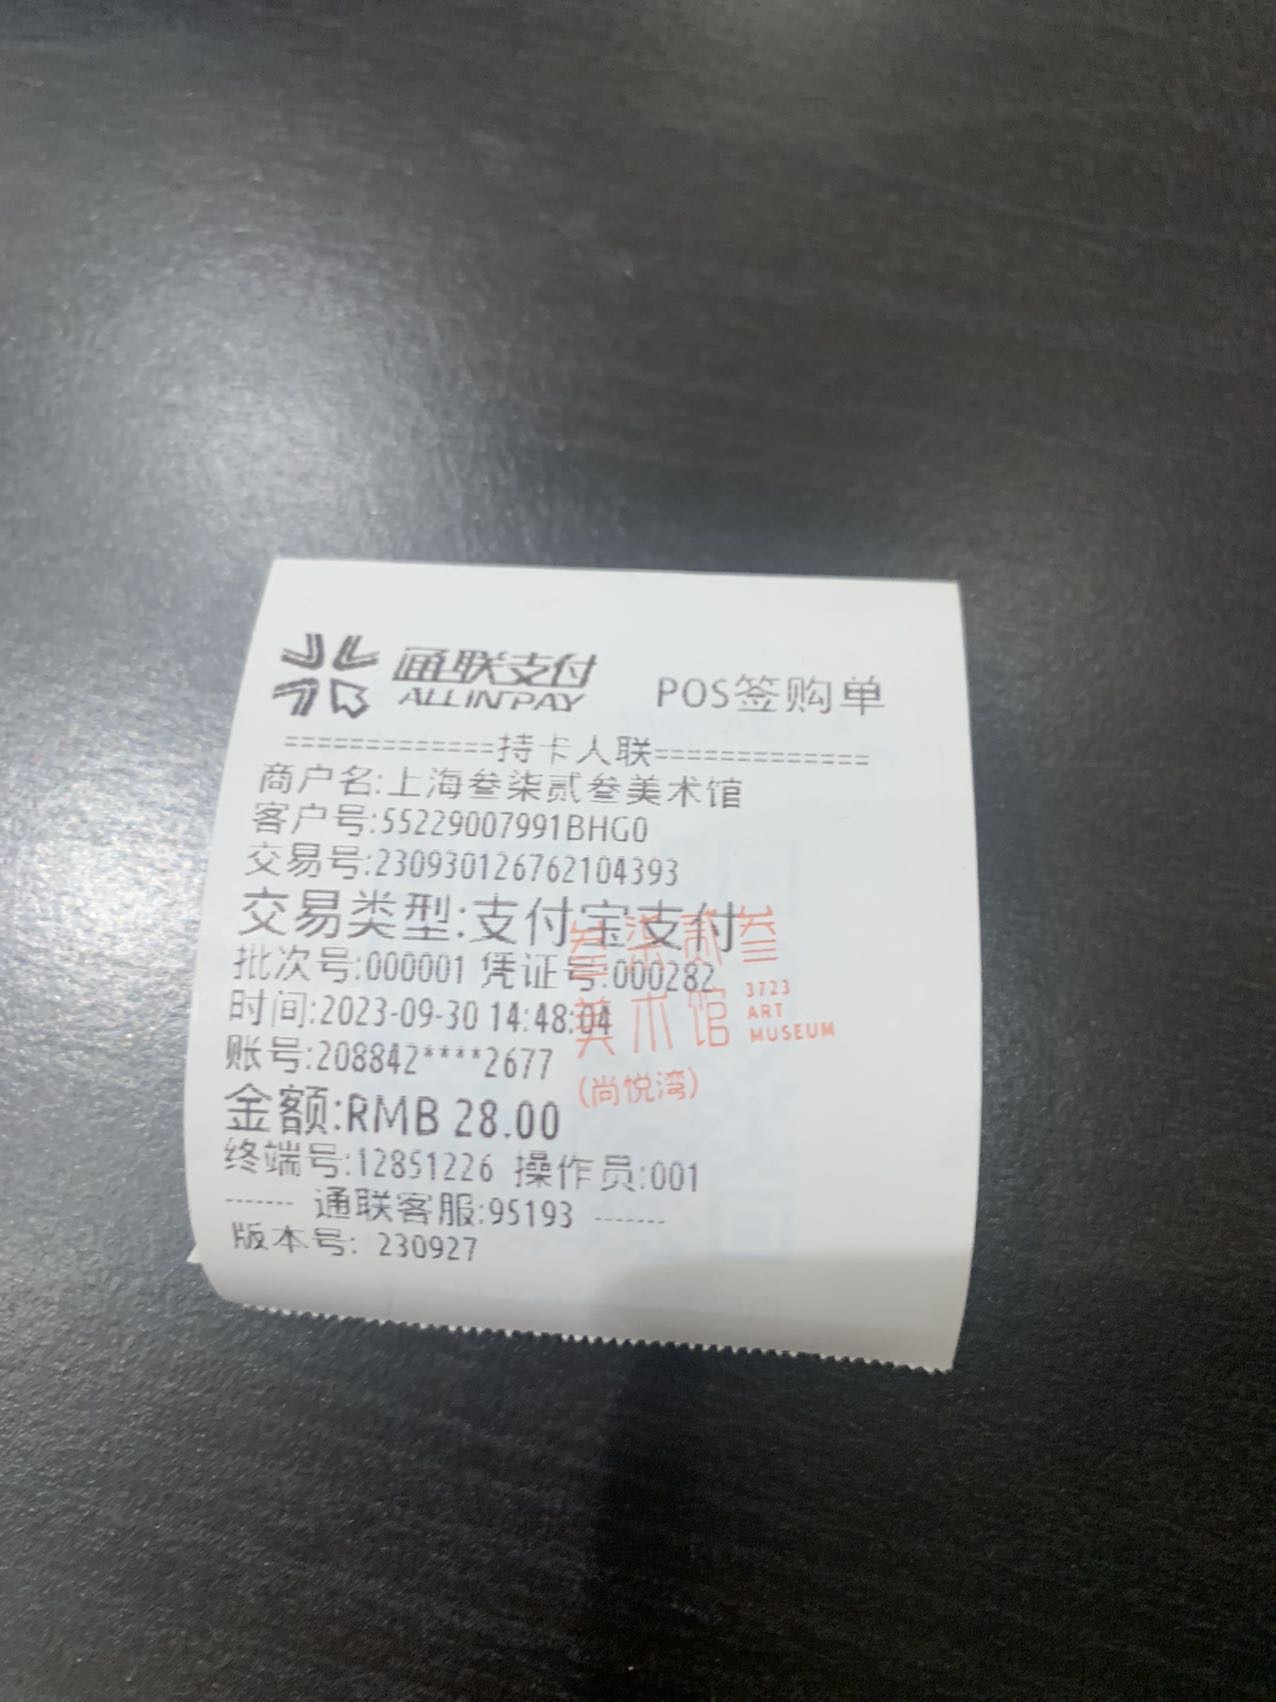 通联支付
ALLINPAY
POS签购单
=============持卡人联=============
商户名:上海叁柒贰叁美术馆
客户号:55229007991BHG0
交易号:230930126762104393
交易类型:支付宝支付
批次号:000001 凭证号:000282
时间:2023-09-30 14:48:04
账号:208842****2677
金额:RMB 28.00
终端号:12851226 操作员:001
------- 通联客服:95193 -------
版本号: 230927
叁柒贰叁
美术馆
3723
ART
MUSEUM
(尚悦湾)